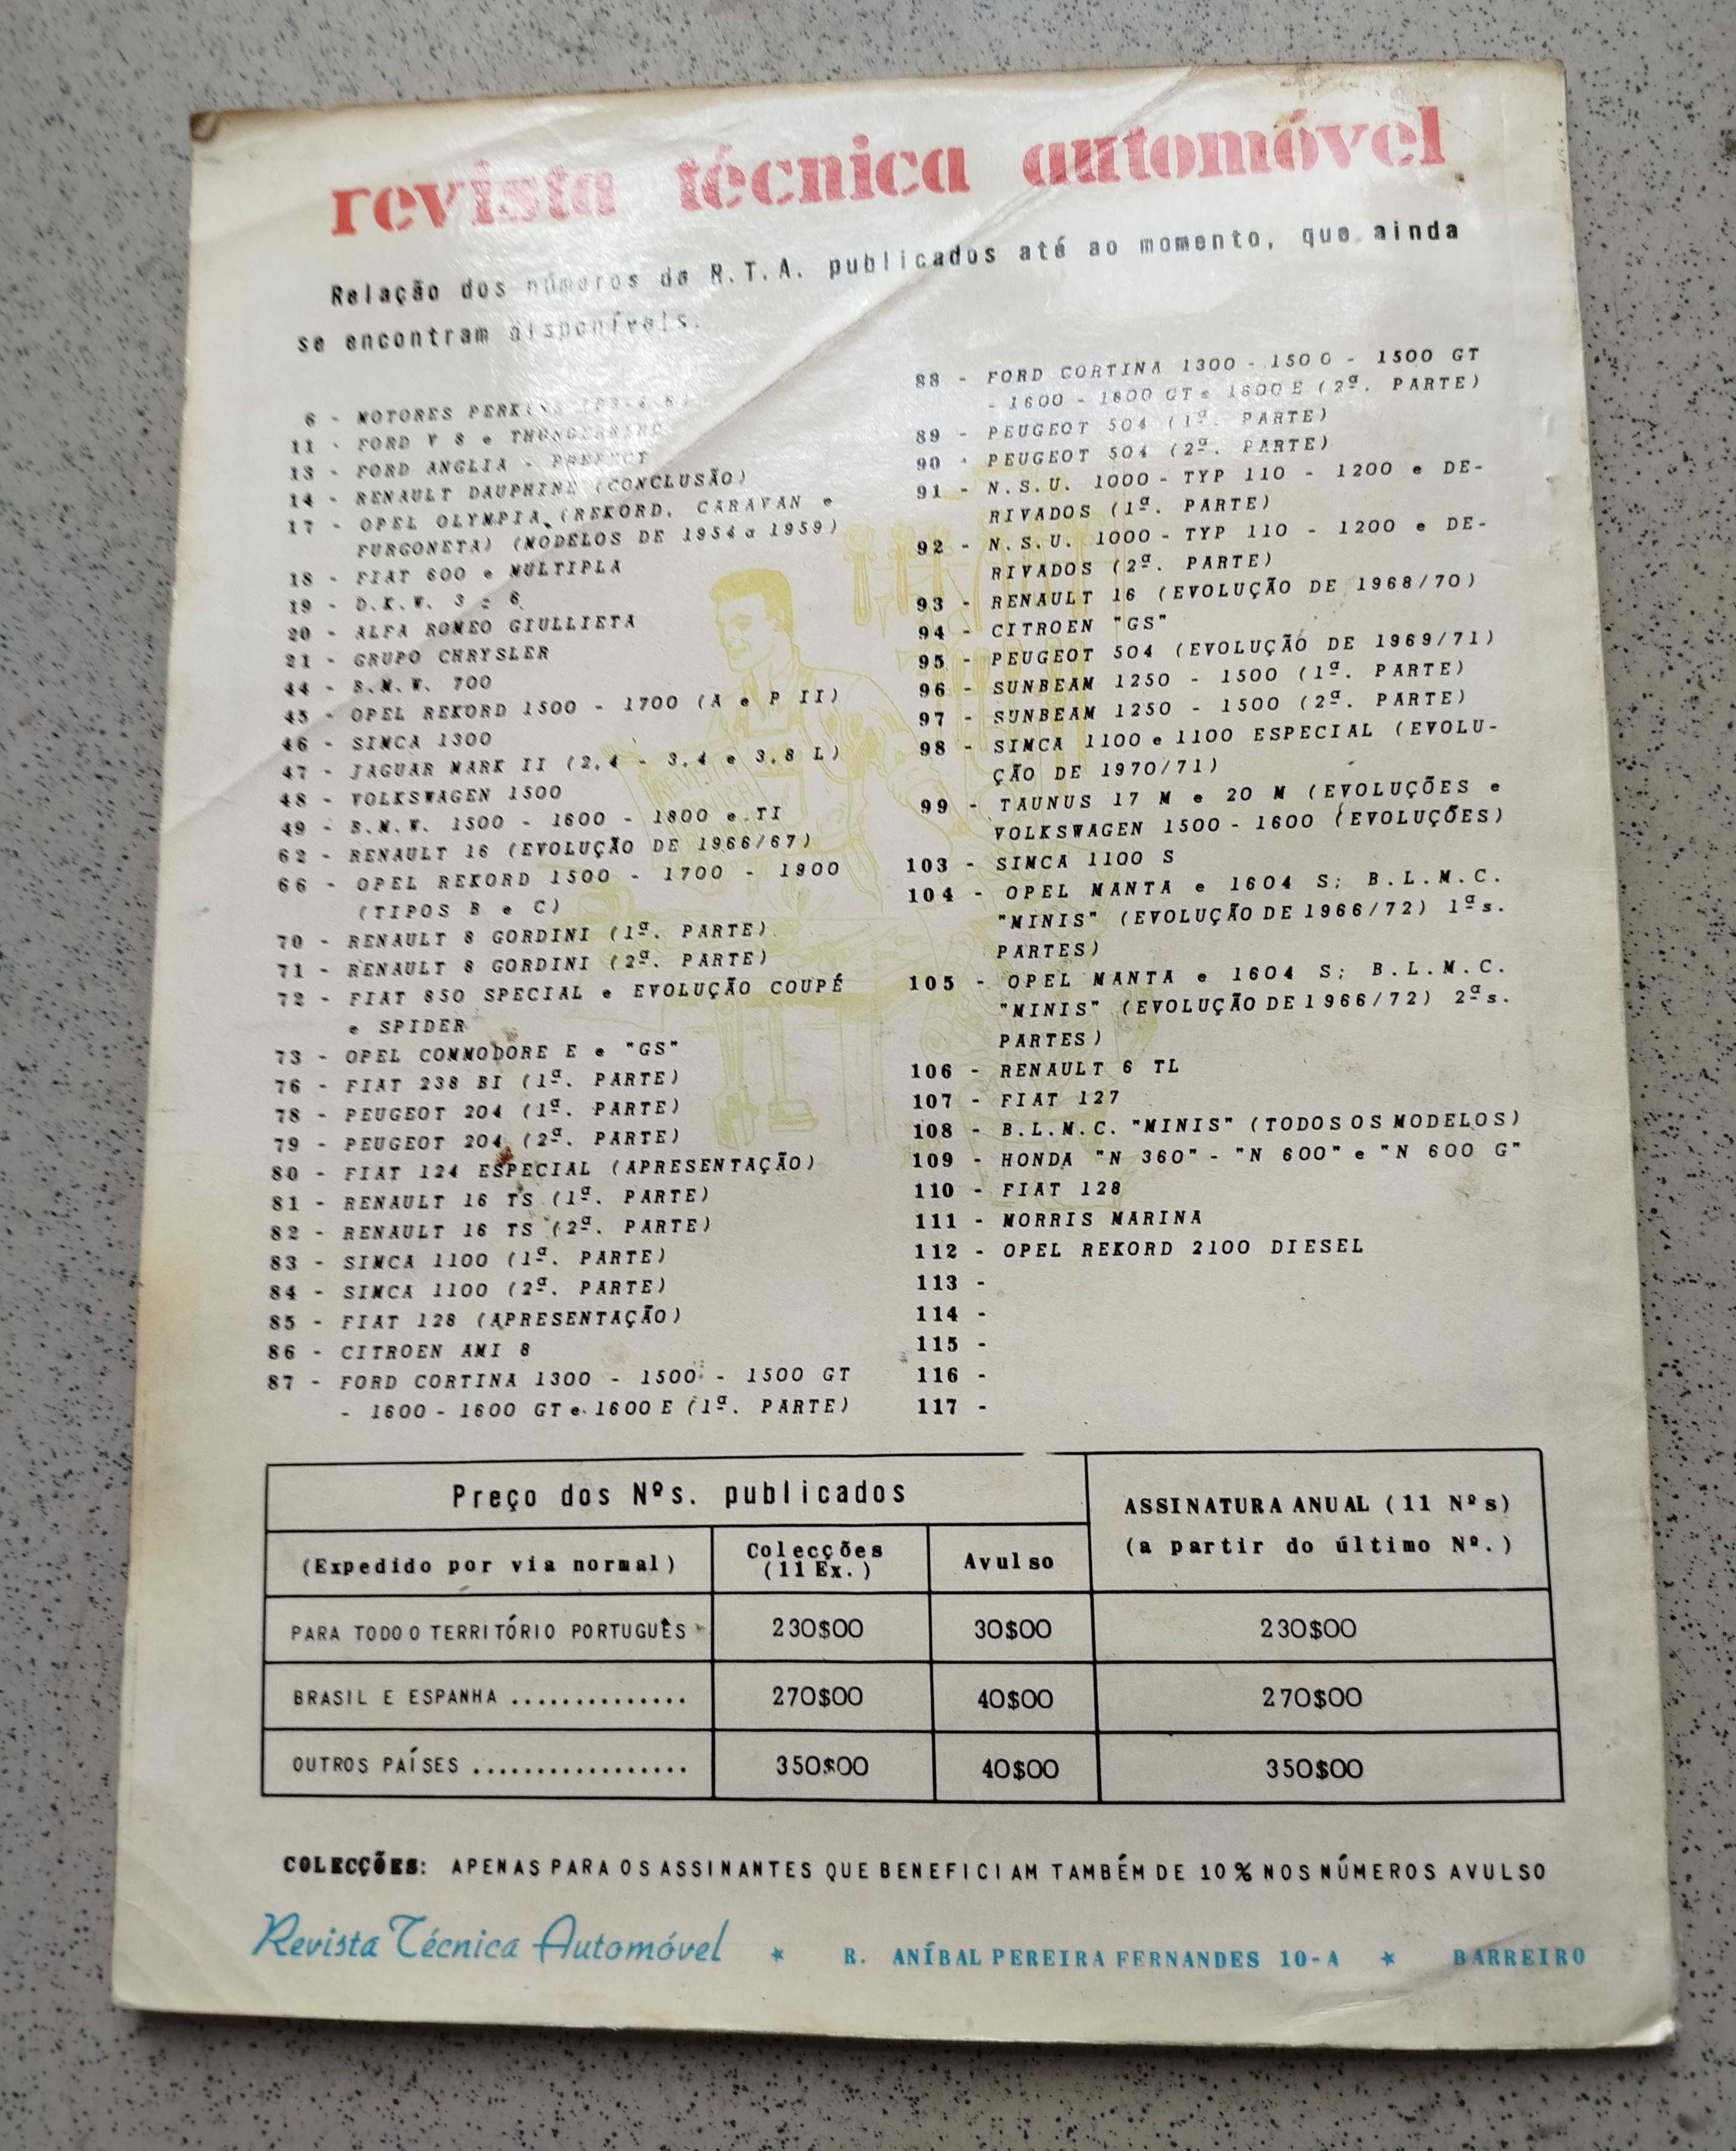 revista técnica automóvel
Relação dos números da R.T.A. publicados até ao momento, que ainda
se encontram disponíveis.
6 - MOTORES PERKINS
11 - FORD V 8 e THUNDERBIRD
13 - FORD ANGLIA - PREFECT
14 - RENAULT DAUPHINE (CONCLUSÃO)
17 - OPEL OLYMPIA (REKORD, CARAVAN e
FURGONETA) (MODELOS DE 1954 a 1959)
18 - FIAT 600 e MULTIPLA
19 - D.K.W. 3 = 6
20 - ALFA ROMEO GIULLIETA
21 - GRUPO CHRYSLER
44 - B.M.W. 700
45 - OPEL REKORD 1500 - 1700 (A e P II)
46 - SIMCA 1300
47 - JAGUAR MARK II (2,4 - 3,4 e 3,8 L)
48 - VOLKSWAGEN 1500
49 - B.M.W. 1500 - 1600 - 1800 e TI
62 - RENAULT 16 (EVOLUÇÃO DE 1966/67)
66 - OPEL REKORD 1500 - 1700 - 1900
(TIPOS B e C)
70 - RENAULT 8 GORDINI (1ª. PARTE)
71 - RENAULT 8 GORDINI (2ª. PARTE)
72 - FIAT 850 SPECIAL e EVOLUÇÃO COUPÉ
e SPIDER
73 - OPEL COMMODORE E e "GS"
76 - FIAT 238 BI (1ª. PARTE)
78 - PEUGEOT 204 (1ª. PARTE)
79 - PEUGEOT 204 (2ª. PARTE)
80 - FIAT 124 ESPECIAL (APRESENTAÇÃO)
81 - RENAULT 16 TS (1ª. PARTE)
82 - RENAULT 16 TS (2ª. PARTE)
83 - SIMCA 1100 (1ª. PARTE)
84 - SIMCA 1100 (2ª. PARTE)
85 - FIAT 128 (APRESENTAÇÃO)
86 - CITROEN AMI 8
87 - FORD CORTINA 1300 - 1500 - 1500 GT
- 1600 - 1600 GT e 1600 E (1ª. PARTE)
88 - FORD CORTINA 1300 - 1500 - 1500 GT
- 1600 - 1600 GT e 1600 E (2ª. PARTE)
89 - PEUGEOT 504 (1ª. PARTE)
90 - PEUGEOT 504 (2ª. PARTE)
91 - N.S.U. 1000 - TYP 110 - 1200 e DE-
RIVADOS (1ª. PARTE)
92 - N.S.U. 1000 - TYP 110 - 1200 e DE-
RIVADOS (2ª. PARTE)
93 - RENAULT 16 (EVOLUÇÃO DE 1968/70)
94 - CITROEN "GS"
95 - PEUGEOT 504 (EVOLUÇÃO DE 1969/71)
96 - SUNBEAM 1250 - 1500 (1ª. PARTE)
97 - SUNBEAM 1250 - 1500 (2ª. PARTE)
98 - SIMCA 1100 e 1100 ESPECIAL (EVOLU-
ÇÃO DE 1970/71)
99 - TAUNUS 17 M e 20 M (EVOLUÇÕES e
VOLKSWAGEN 1500 - 1600 (EVOLUÇÕES)
103 - SIMCA 1100 S
104 - OPEL MANTA e 1604 S; B.L.M.C.
"MINIS" (EVOLUÇÃO DE 1966/72) 1ªs.
PARTES)
105 - OPEL MANTA e 1604 S; B.L.M.C.
"MINIS" (EVOLUÇÃO DE 1966/72) 2ªs.
PARTES)
106 - RENAULT 6 TL
107 - FIAT 127
108 - B.L.M.C. "MINIS" (TODOS OS MODELOS)
109 - HONDA "N 360" - "N 600" e "N 600 G"
110 - FIAT 128
111 - MORRIS MARINA
112 - OPEL REKORD 2100 DIESEL
113 -
114 -
115 -
116 -
117 -
Preço dos Nºs. publicados
ASSINATURA ANUAL (11 Nºs)
(a partir do último Nº.)
(Expedido por via normal)
Colecções
(11 Ex.)
Avulso
PARA TODO O TERRITÓRIO PORTUGUÊS 230$00 30$00 230$00
BRASIL E ESPANHA .............. 270$00 40$00 270$00
OUTROS PAÍSES ................. 350$00 40$00 350$00
COLECÇÕES: APENAS PARA OS ASSINANTES QUE BENEFICIAM TAMBÉM DE 10% NOS NÚMEROS AVULSO
Revista Técnica Automóvel * R. ANÍBAL PEREIRA FERNANDES 10-A * BARREIRO